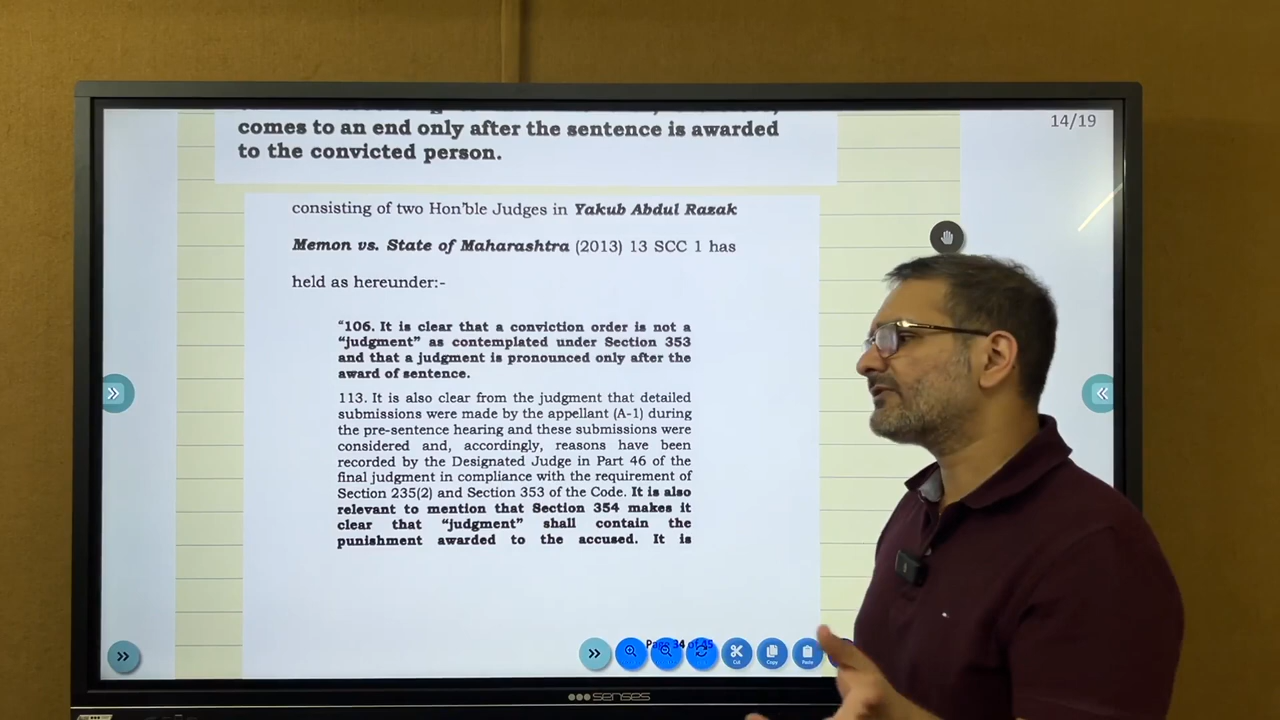 14/19
comes to an end only after the sentence is awarded
to the convicted person.
consisting of two Hon'ble Judges in Yakub Abdul Razak
Memon vs. State of Maharashtra (2013) 13 SCC 1 has
held as hereunder:-
"106. It is clear that a conviction order is not a
"judgment" as contemplated under Section 353
and that a judgment is pronounced only after the
award of sentence.
113. It is also clear from the judgment that detailed
submissions were made by the appellant (A-1) during
the pre-sentence hearing and these submissions were
considered and, accordingly, reasons have been
recorded by the Designated Judge in Part 46 of the
final judgment in compliance with the requirement of
Section 235(2) and Section 353 of the Code. It is also
relevant to mention that Section 354 makes it
clear that "judgment" shall contain the
punishment awarded to the accused. It is
Page 34 of 45
Cut
Copy
Paste
senses